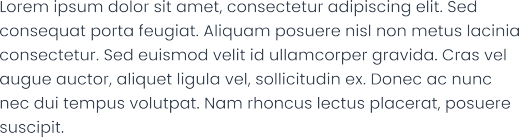 Lorem ipsum dolor sit amet, consectetur adipiscing elit. Sed
consequat porta feugiat. Aliquam posuere nisl non metus lacinia
consectetur. Sed euismod velit id ullamcorper gravida. Cras vel
augue auctor, aliquet ligula vel, sollicitudin ex. Donec ac nunc
nec dui tempus volutpat. Nam rhoncus lectus placerat, posuere
suscipit.